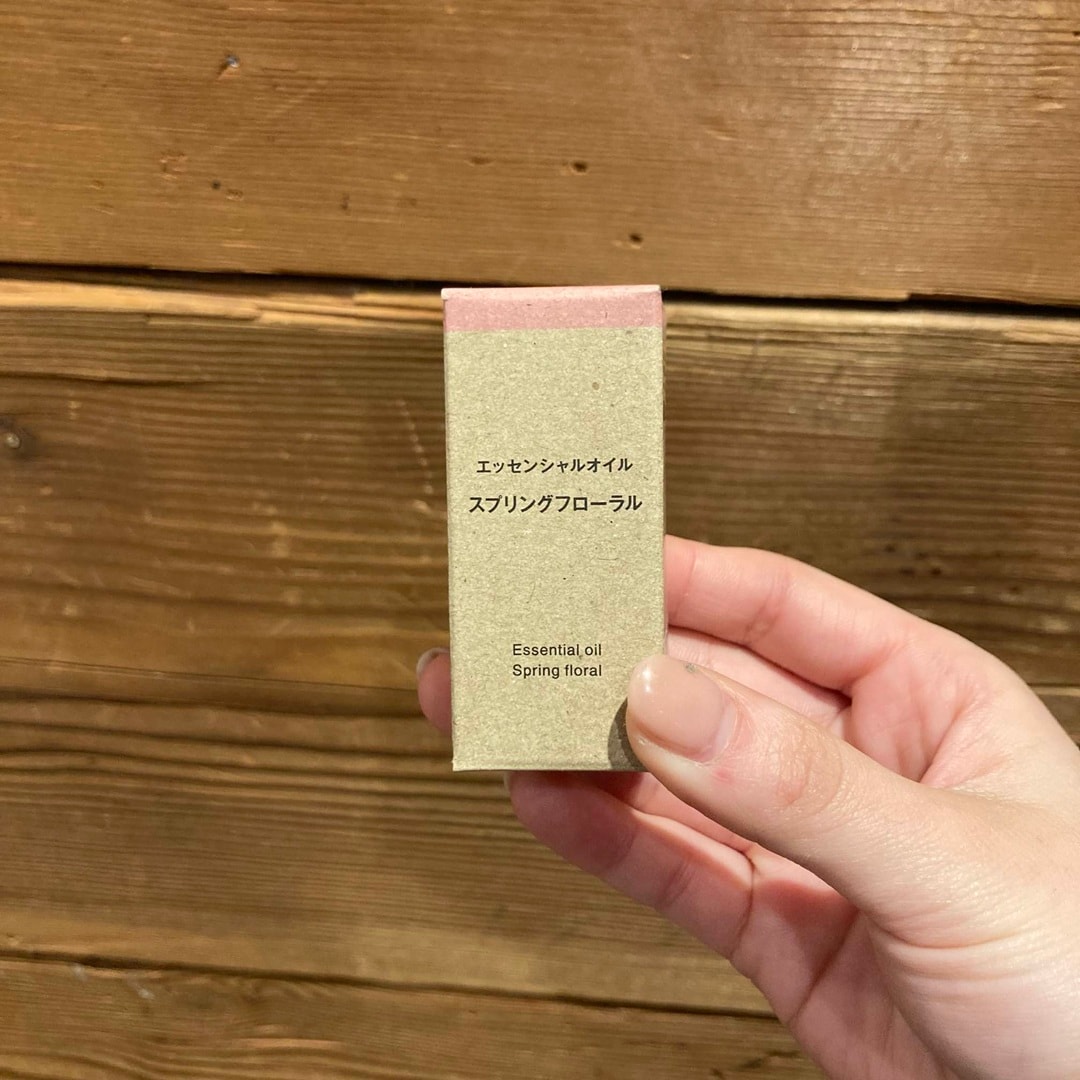 エッセンシャルオイル
スプリングフローラル
Essential oil
Spring floral